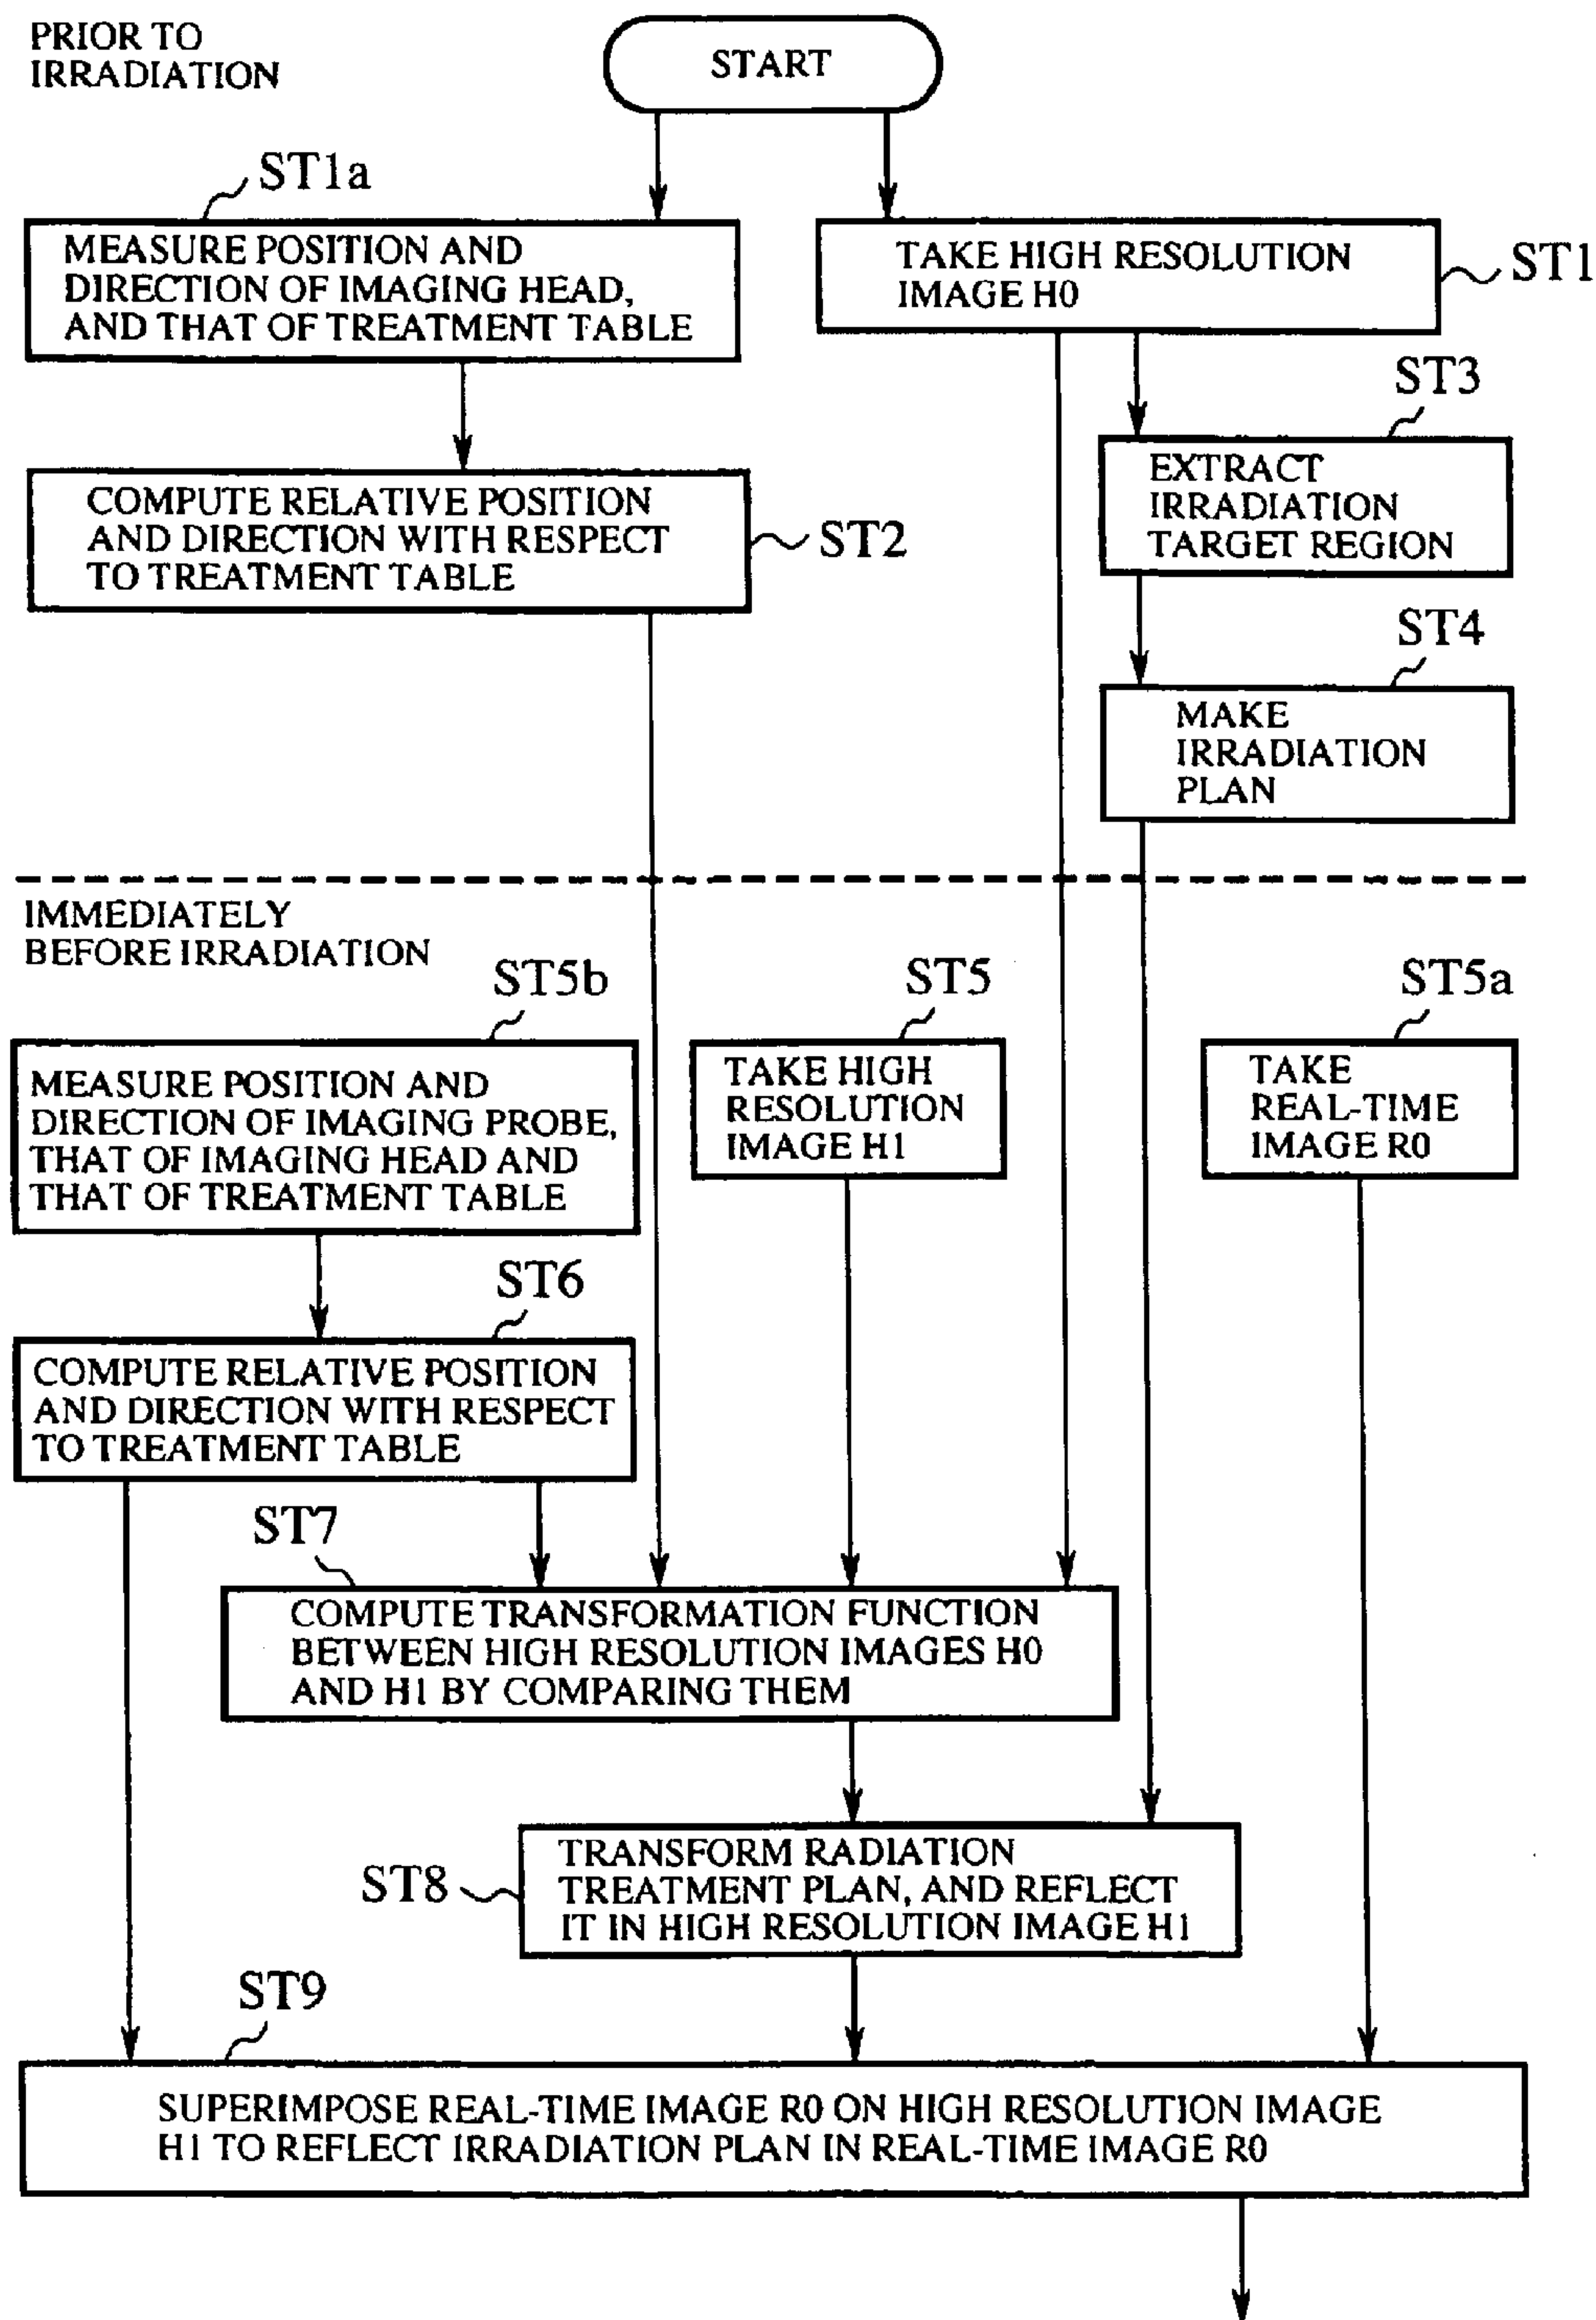 PRIOR TO
IRRADIATION
START
ST1a
MEASURE POSITION AND
DIRECTION OF IMAGING HEAD,
AND THAT OF TREATMENT TABLE
TAKE HIGH RESOLUTION
IMAGE H0
ST1
COMPUTE RELATIVE POSITION
AND DIRECTION WITH RESPECT
TO TREATMENT TABLE
ST2
ST3
EXTRACT
IRRADIATION
TARGET REGION
ST4
MAKE
IRRADIATION
PLAN
IMMEDIATELY
BEFORE IRRADIATION
ST5b
MEASURE POSITION AND
DIRECTION OF IMAGING PROBE,
THAT OF IMAGING HEAD AND
THAT OF TREATMENT TABLE
ST5
TAKE HIGH
RESOLUTION
IMAGE H1
ST5a
TAKE
REAL-TIME
IMAGE R0
ST6
COMPUTE RELATIVE POSITION
AND DIRECTION WITH RESPECT
TO TREATMENT TABLE
ST7
COMPUTE TRANSFORMATION FUNCTION
BETWEEN HIGH RESOLUTION IMAGES H0
AND H1 BY COMPARING THEM
ST8
TRANSFORM RADIATION
TREATMENT PLAN, AND REFLECT
IT IN HIGH RESOLUTION IMAGE H1
ST9
SUPERIMPOSE REAL-TIME IMAGE R0 ON HIGH RESOLUTION IMAGE
H1 TO REFLECT IRRADIATION PLAN IN REAL-TIME IMAGE R0